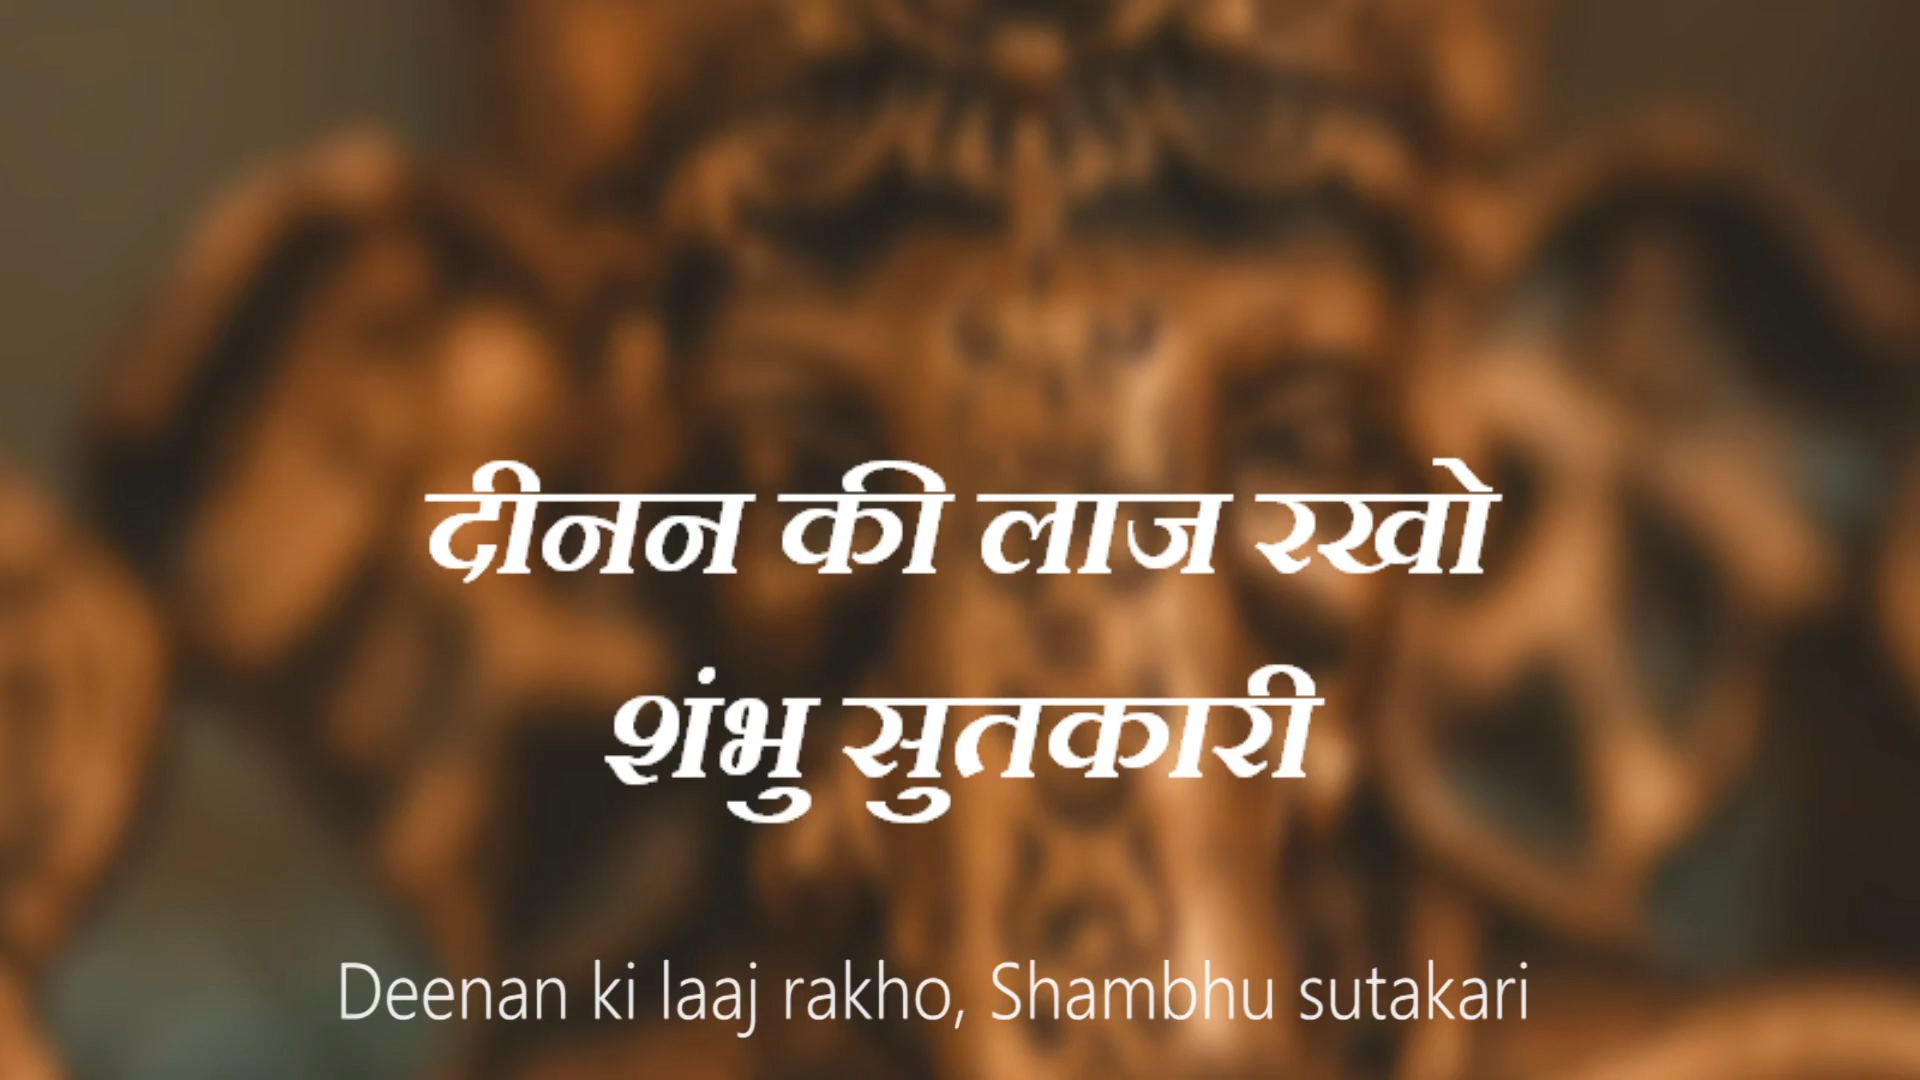 दीनन की लाज रखो
शंभु सुतकारी
Deenan ki laaj rakho, Shambhu sutakari